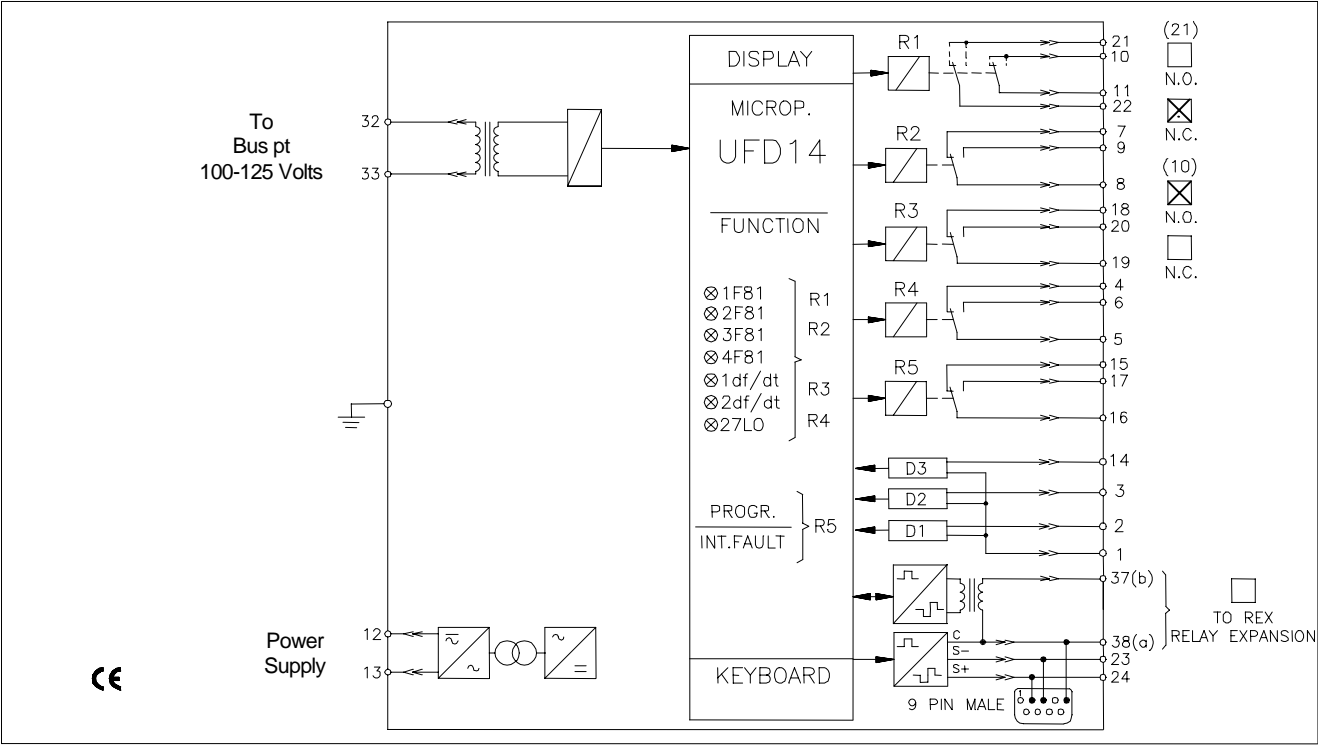 To
Bus pt
100-125 Volts
32
33
Power
Supply
12
13
CE
DISPLAY
MICROP.
UFD14
FUNCTION
1F81
2F81
3F81
4F81
1df/dt
2df/dt
27LO
R1
R2
R3
R4
PROGR.
INT.FAULT
R5
KEYBOARD
R1
R2
R3
R4
R5
D3
D2
D1
C
S-
S+
9 PIN MALE
1
21
10
11
22
7
9
8
18
20
19
4
6
5
15
17
16
14
3
2
1
37(b)
38(a)
23
24
(21)
N.O.
N.C.
(10)
N.O.
N.C.
TO REX
RELAY EXPANSION